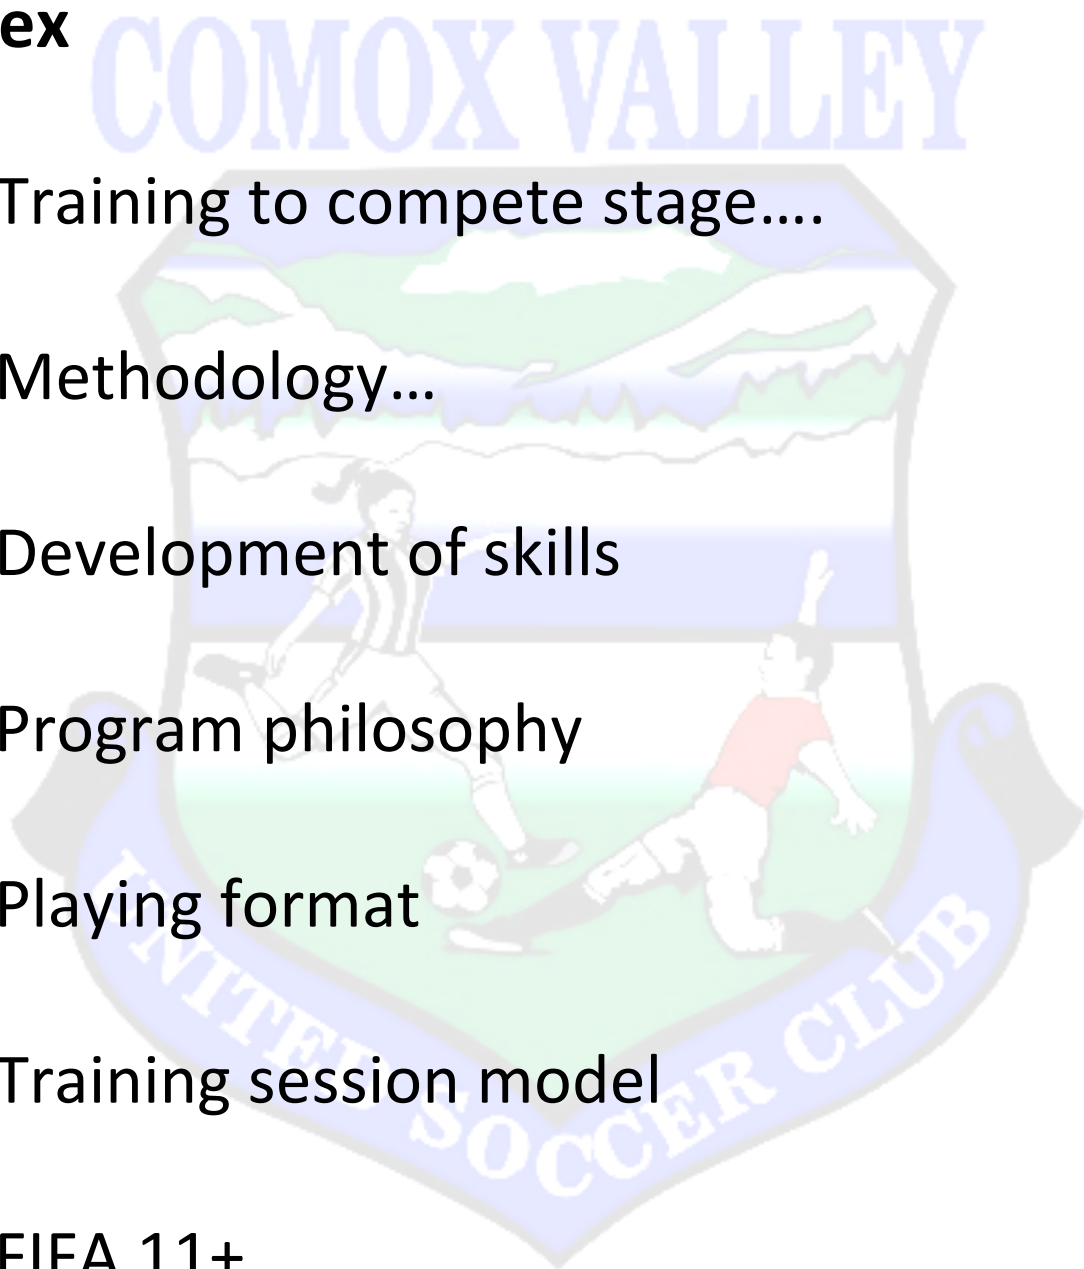 ex
COMOX VALLEY
Training to compete stage....
Methodology...
Development of skills
Program philosophy
Playing format
Training session model
UNITED SOCCER CLUB
FIFA 11+